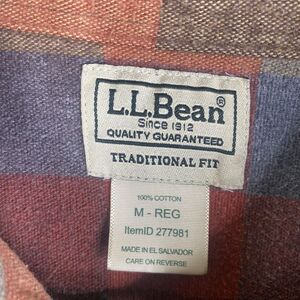 L.L.Bean®
Since 1912
QUALITY GUARANTEED
TRADITIONAL FIT
100% COTTON
M - REG
ItemID 277981
MADE IN EL SALVADOR
CARE ON REVERSE